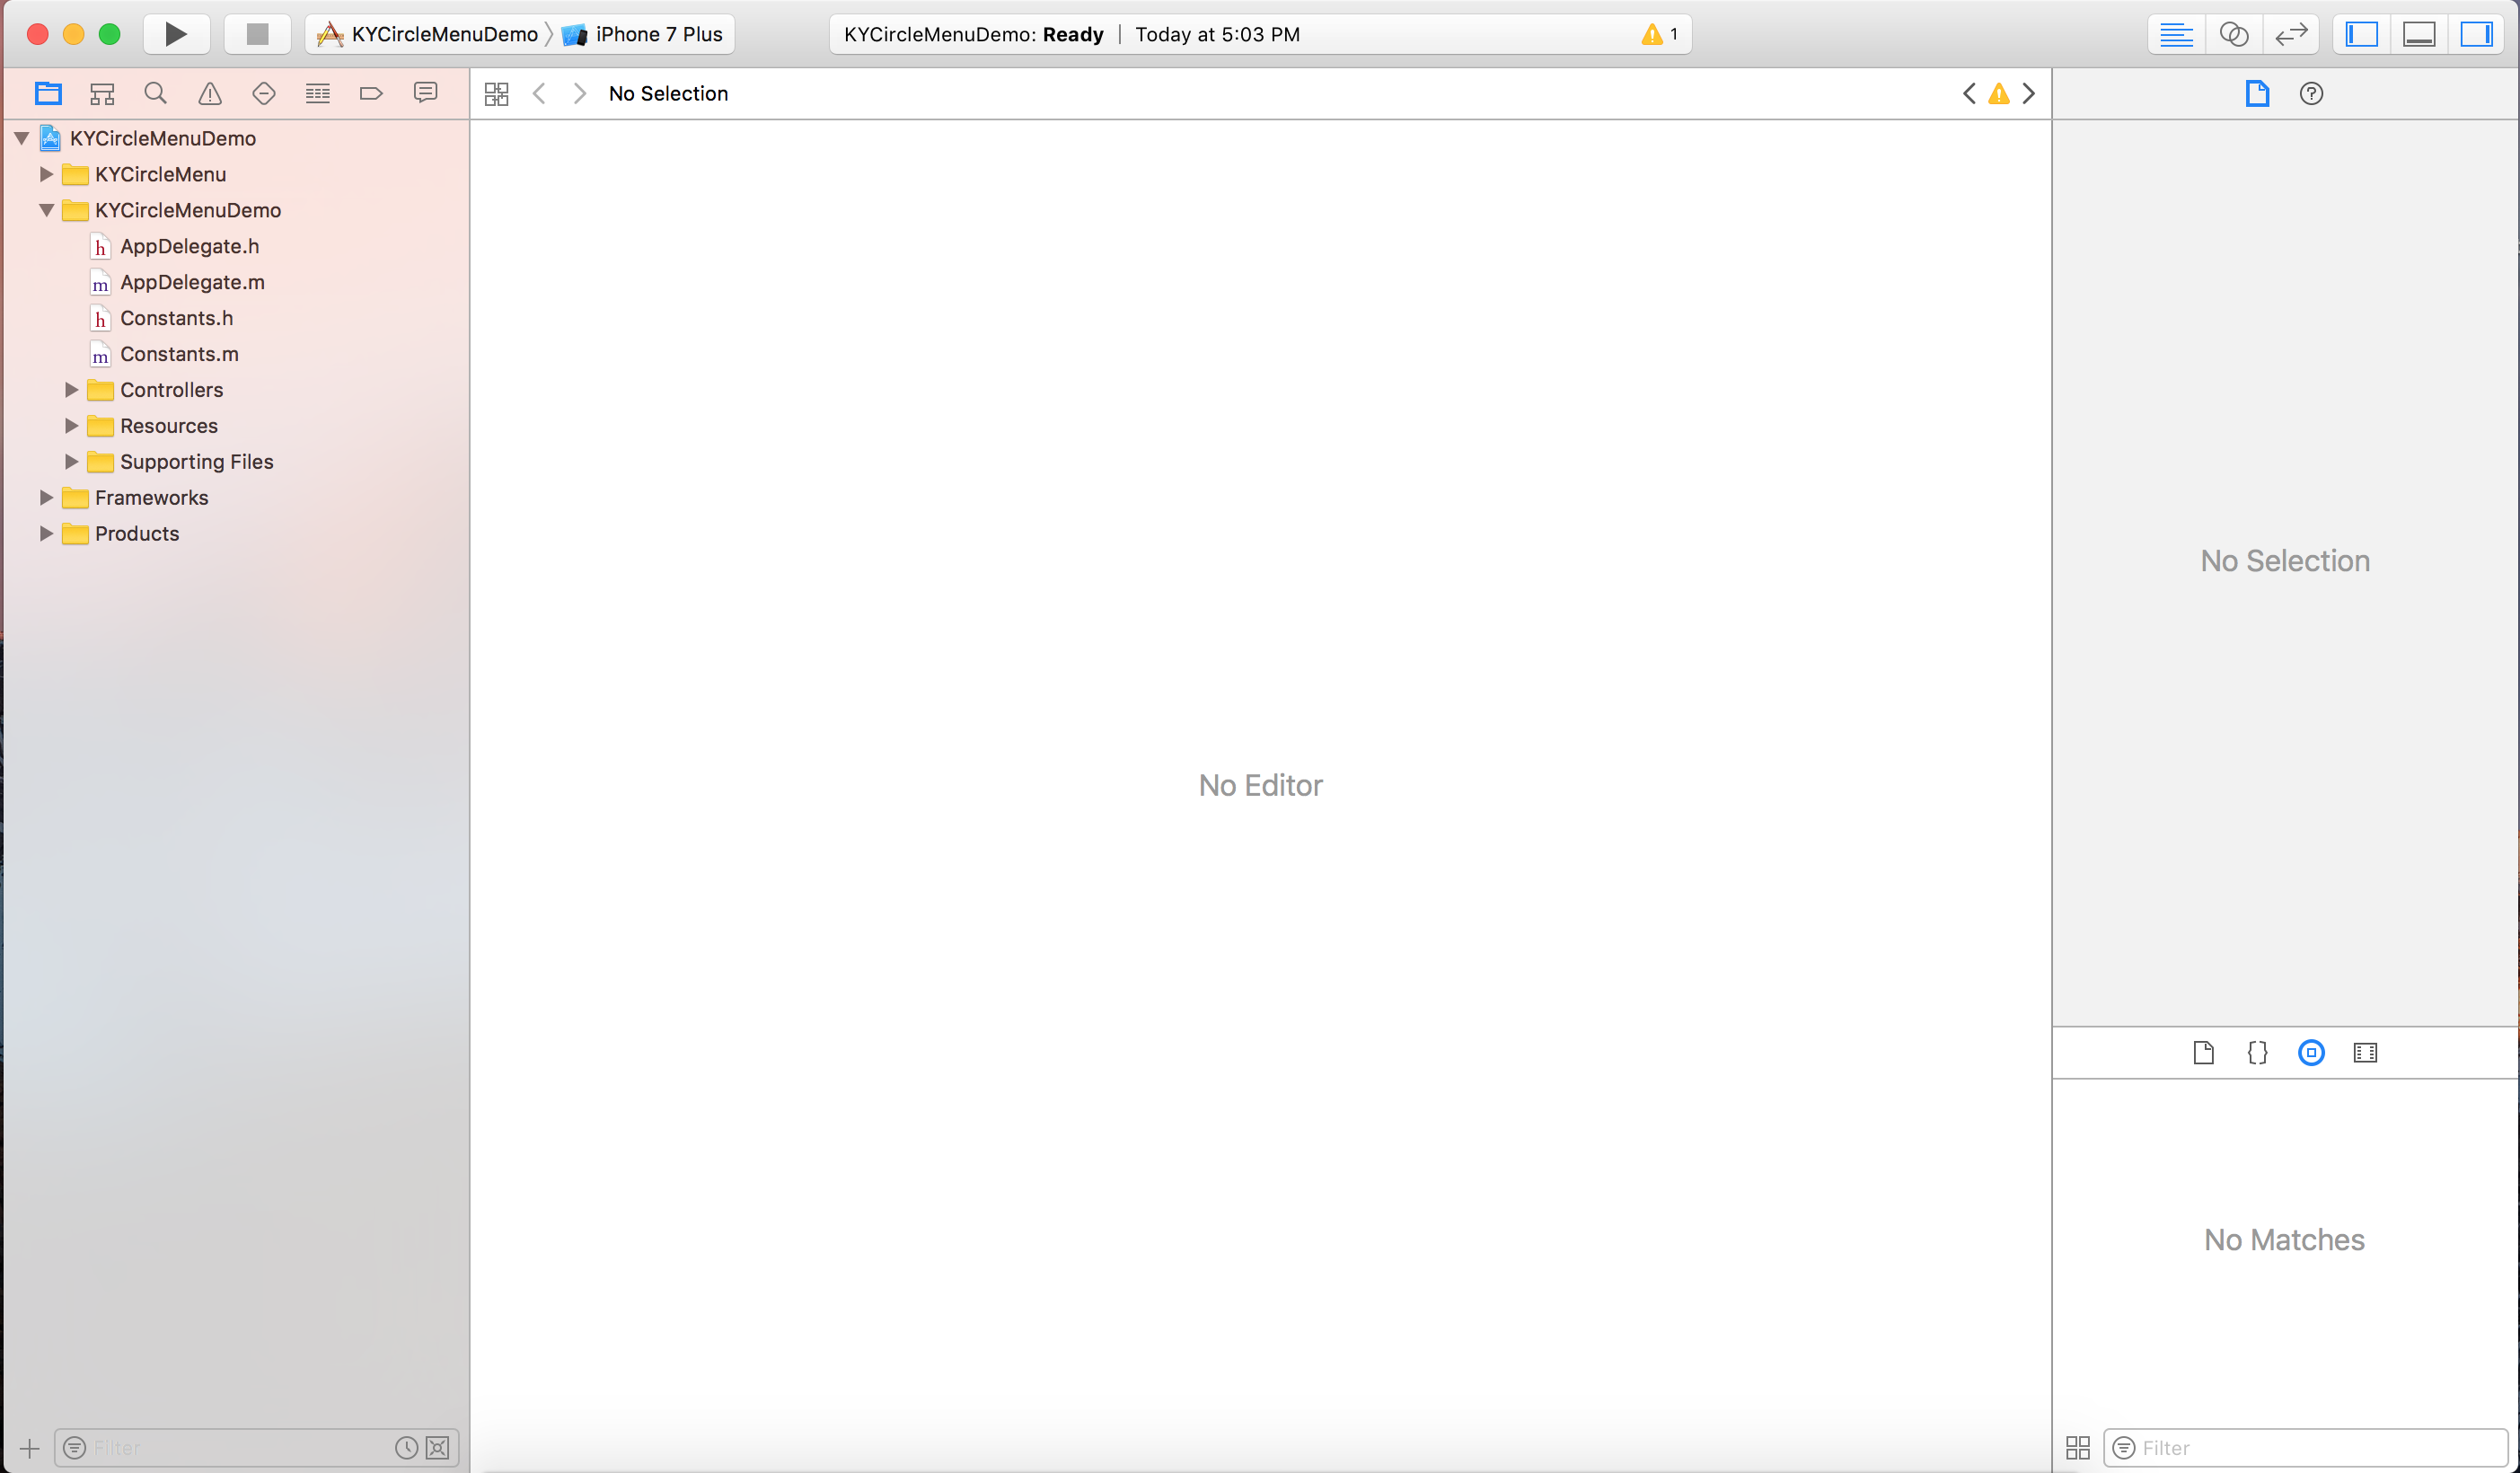 KYCircleMenuDemo iPhone 7 Plus
KYCircleMenuDemo: Ready | Today at 5:03 PM 1
No Selection
KYCircleMenuDemo
KYCircleMenu
KYCircleMenuDemo
h AppDelegate.h
m AppDelegate.m
h Constants.h
m Constants.m
Controllers
Resources
Supporting Files
Frameworks
Products
Filter
No Editor
No Selection
No Matches
Filter